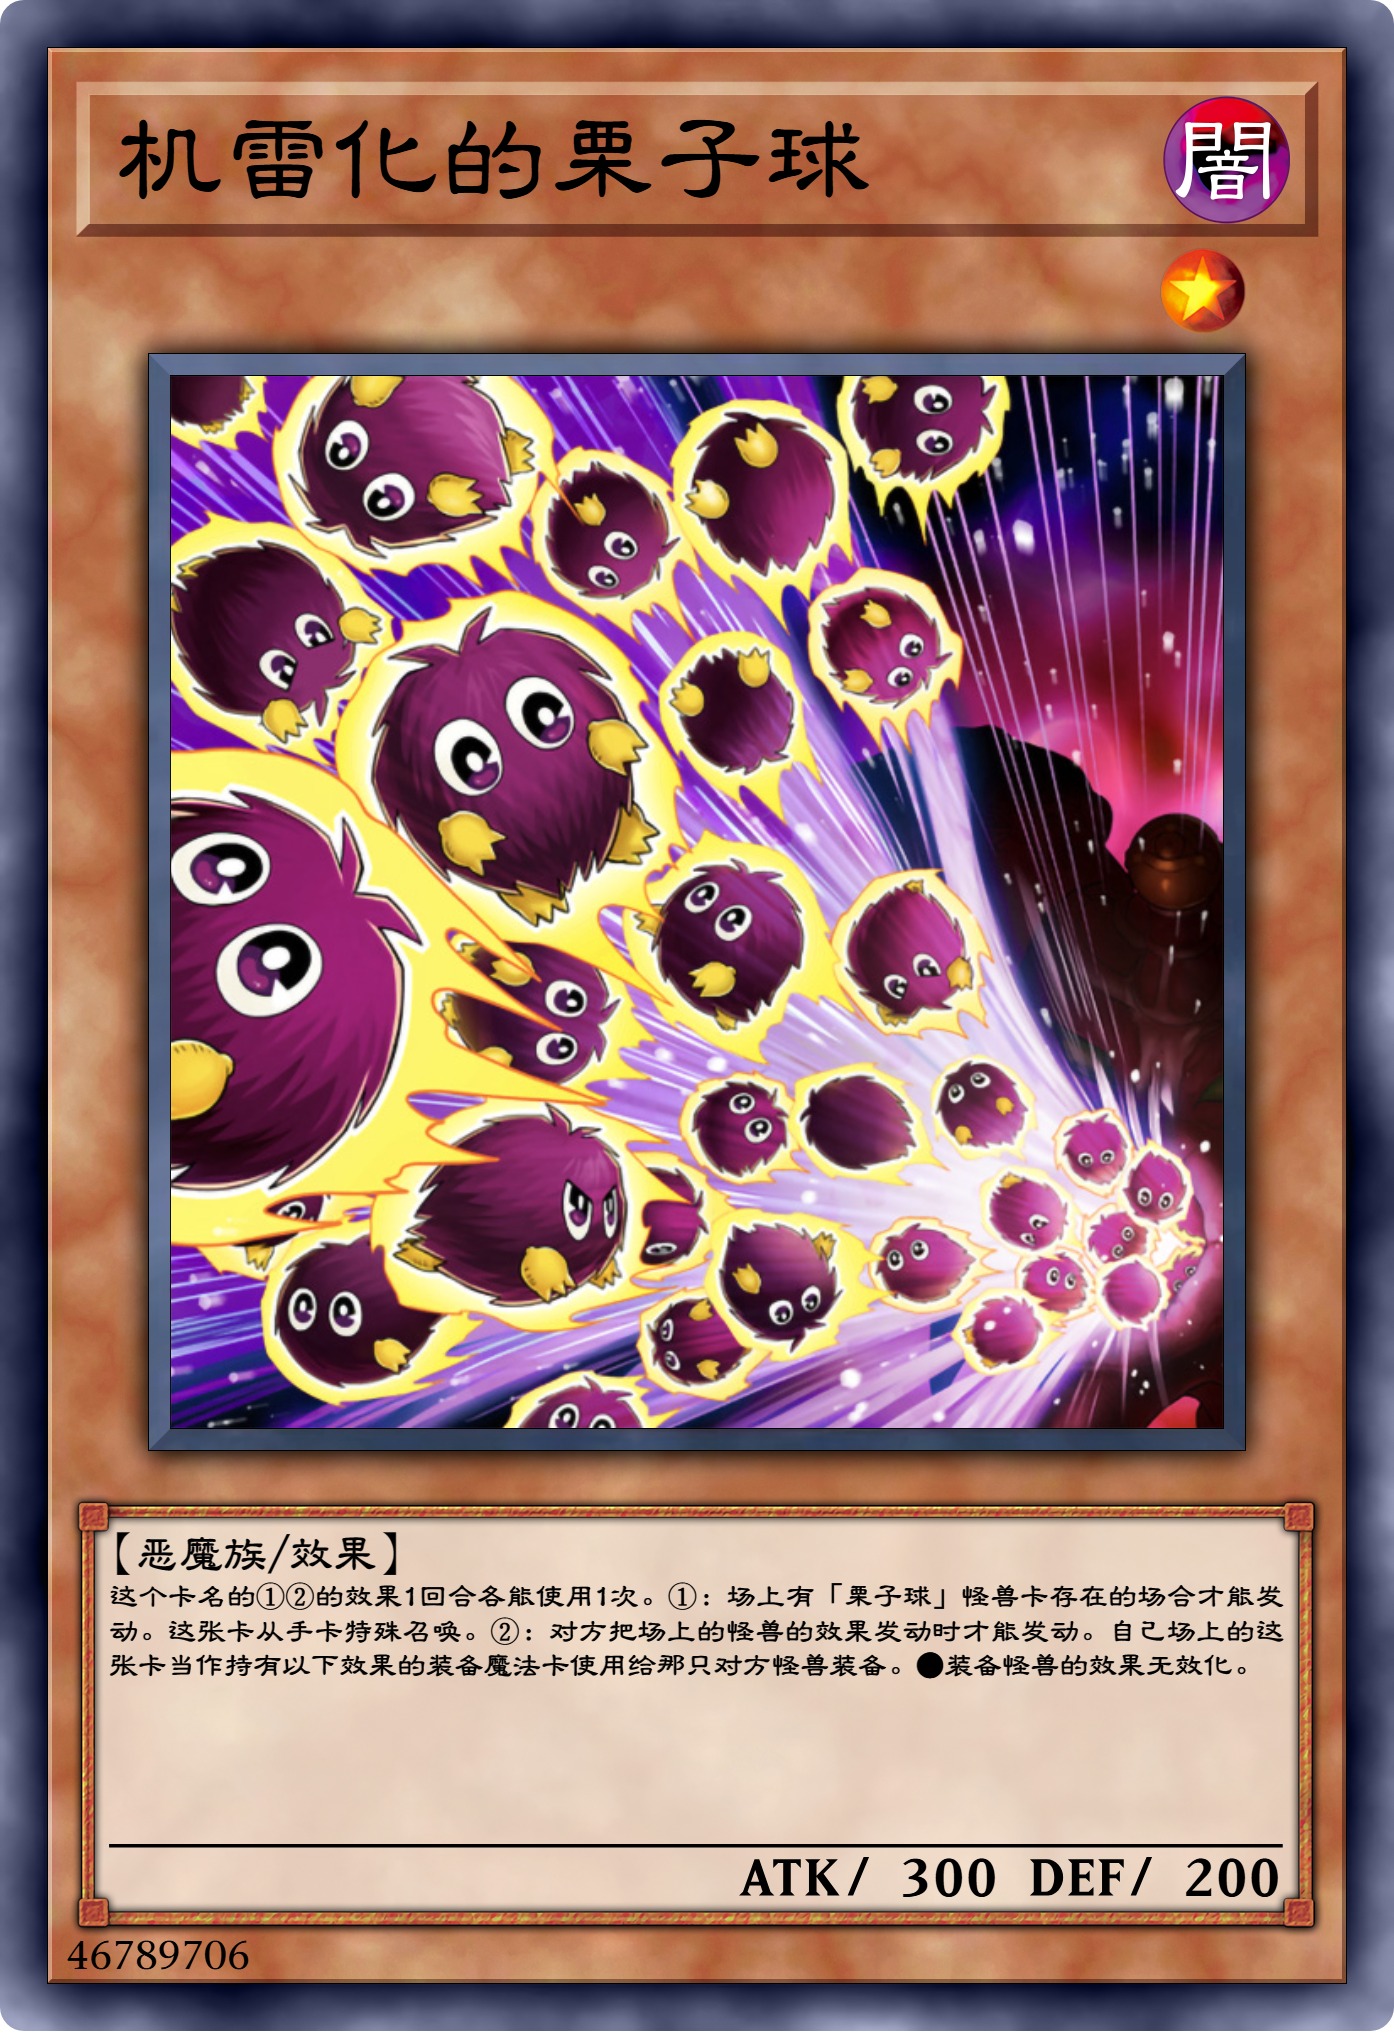 机雷化的栗子球
闇
【恶魔族/效果】
这个卡名的①②的效果1回合各能使用1次。①：场上有「栗子球」怪兽卡存在的场合才能发
动。这张卡从手卡特殊召唤。②：对方把场上的怪兽的效果发动时才能发动。自己场上的这
张卡当作持有以下效果的装备魔法卡使用给那只对方怪兽装备。●装备怪兽的效果无效化。
ATK/ 300 DEF/ 200
46789706